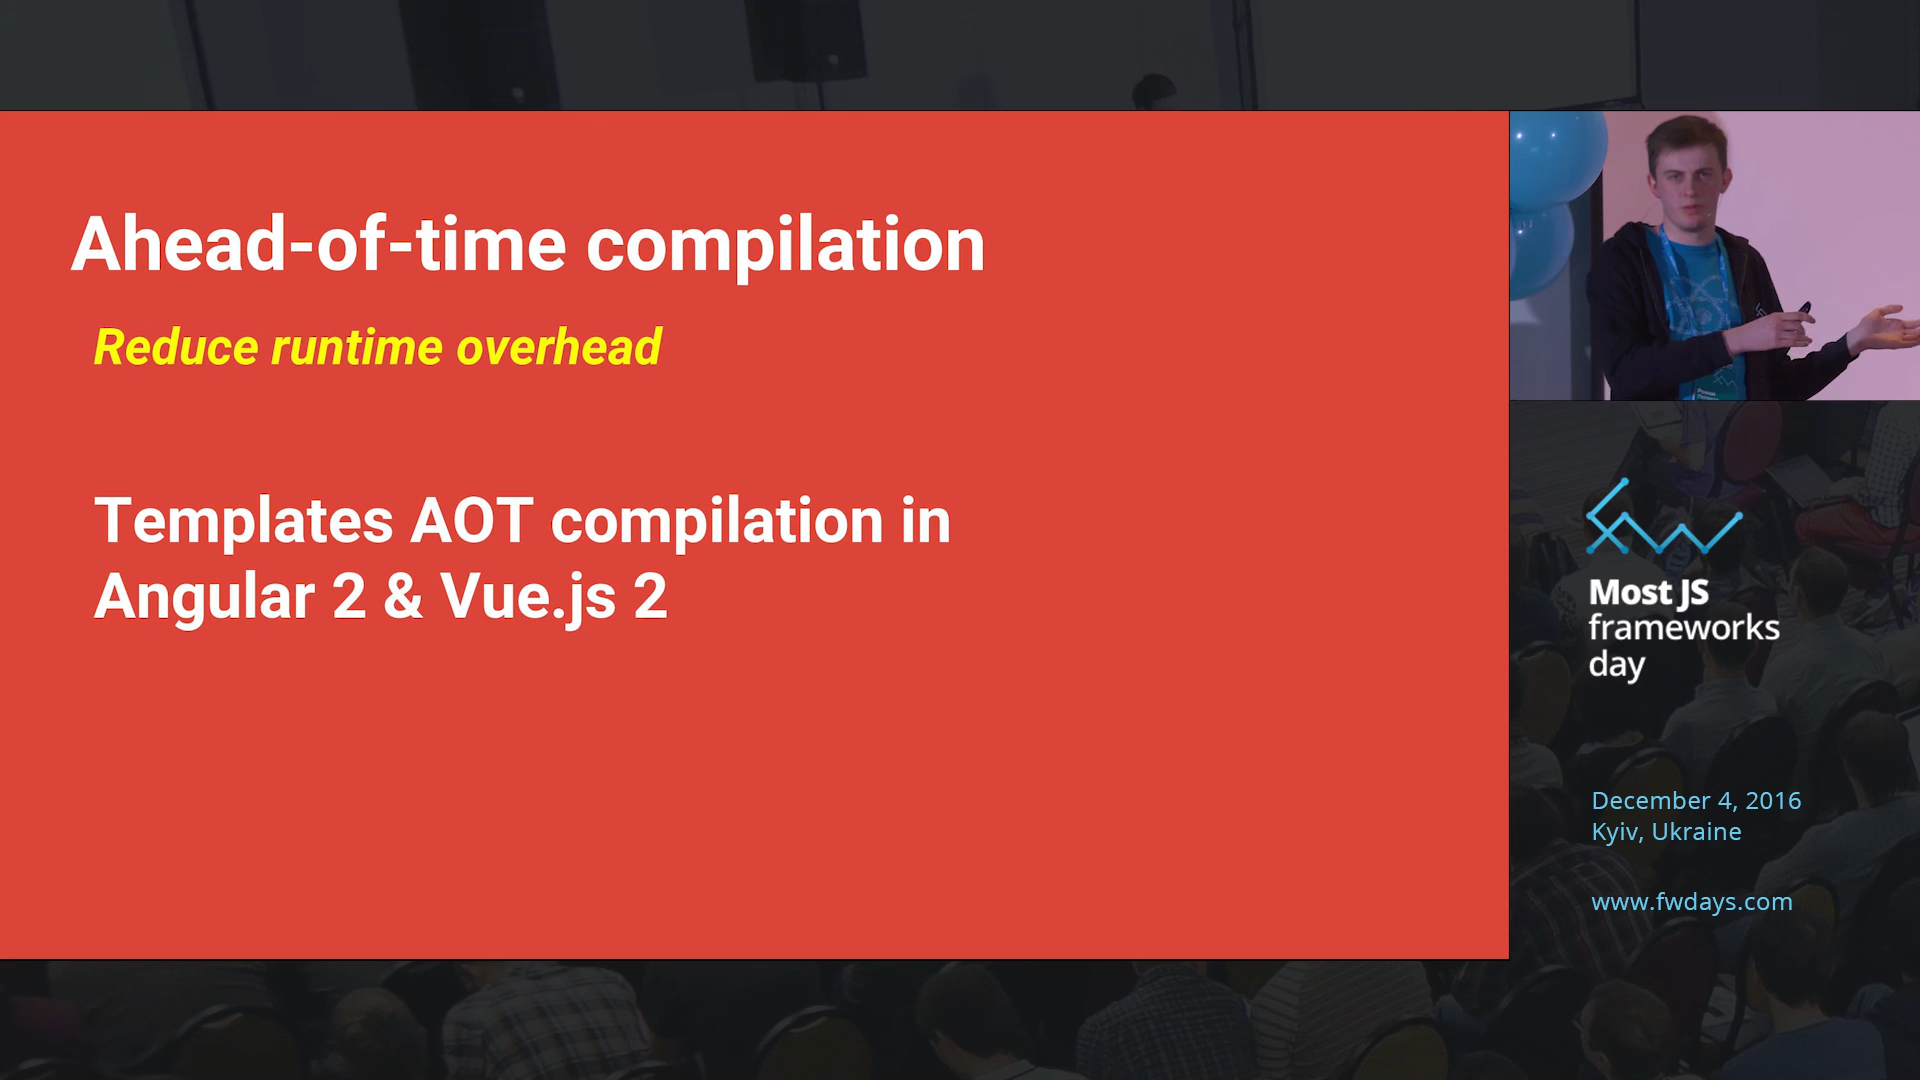 Ahead-of-time compilation
Reduce runtime overhead
Templates AOT compilation in
Angular 2 & Vue.js 2
Most JS
frameworks
day
December 4, 2016
Kyiv, Ukraine
www.fwdays.com